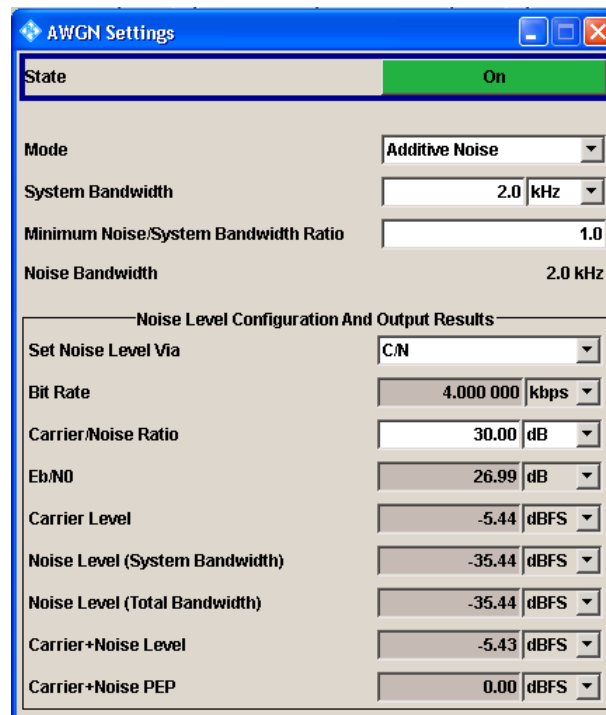 AWGN Settings
State On
Mode Additive Noise
System Bandwidth 2.0 kHz
Minimum Noise/System Bandwidth Ratio 1.0
Noise Bandwidth 2.0 kHz
Noise Level Configuration And Output Results
Set Noise Level Via C/N
Bit Rate 4.000 000 kbps
Carrier/Noise Ratio 30.00 dB
Eb/N0 26.99 dB
Carrier Level -5.44 dBFS
Noise Level (System Bandwidth) -35.44 dBFS
Noise Level (Total Bandwidth) -35.44 dBFS
Carrier+Noise Level -5.43 dBFS
Carrier+Noise PEP 0.00 dBFS